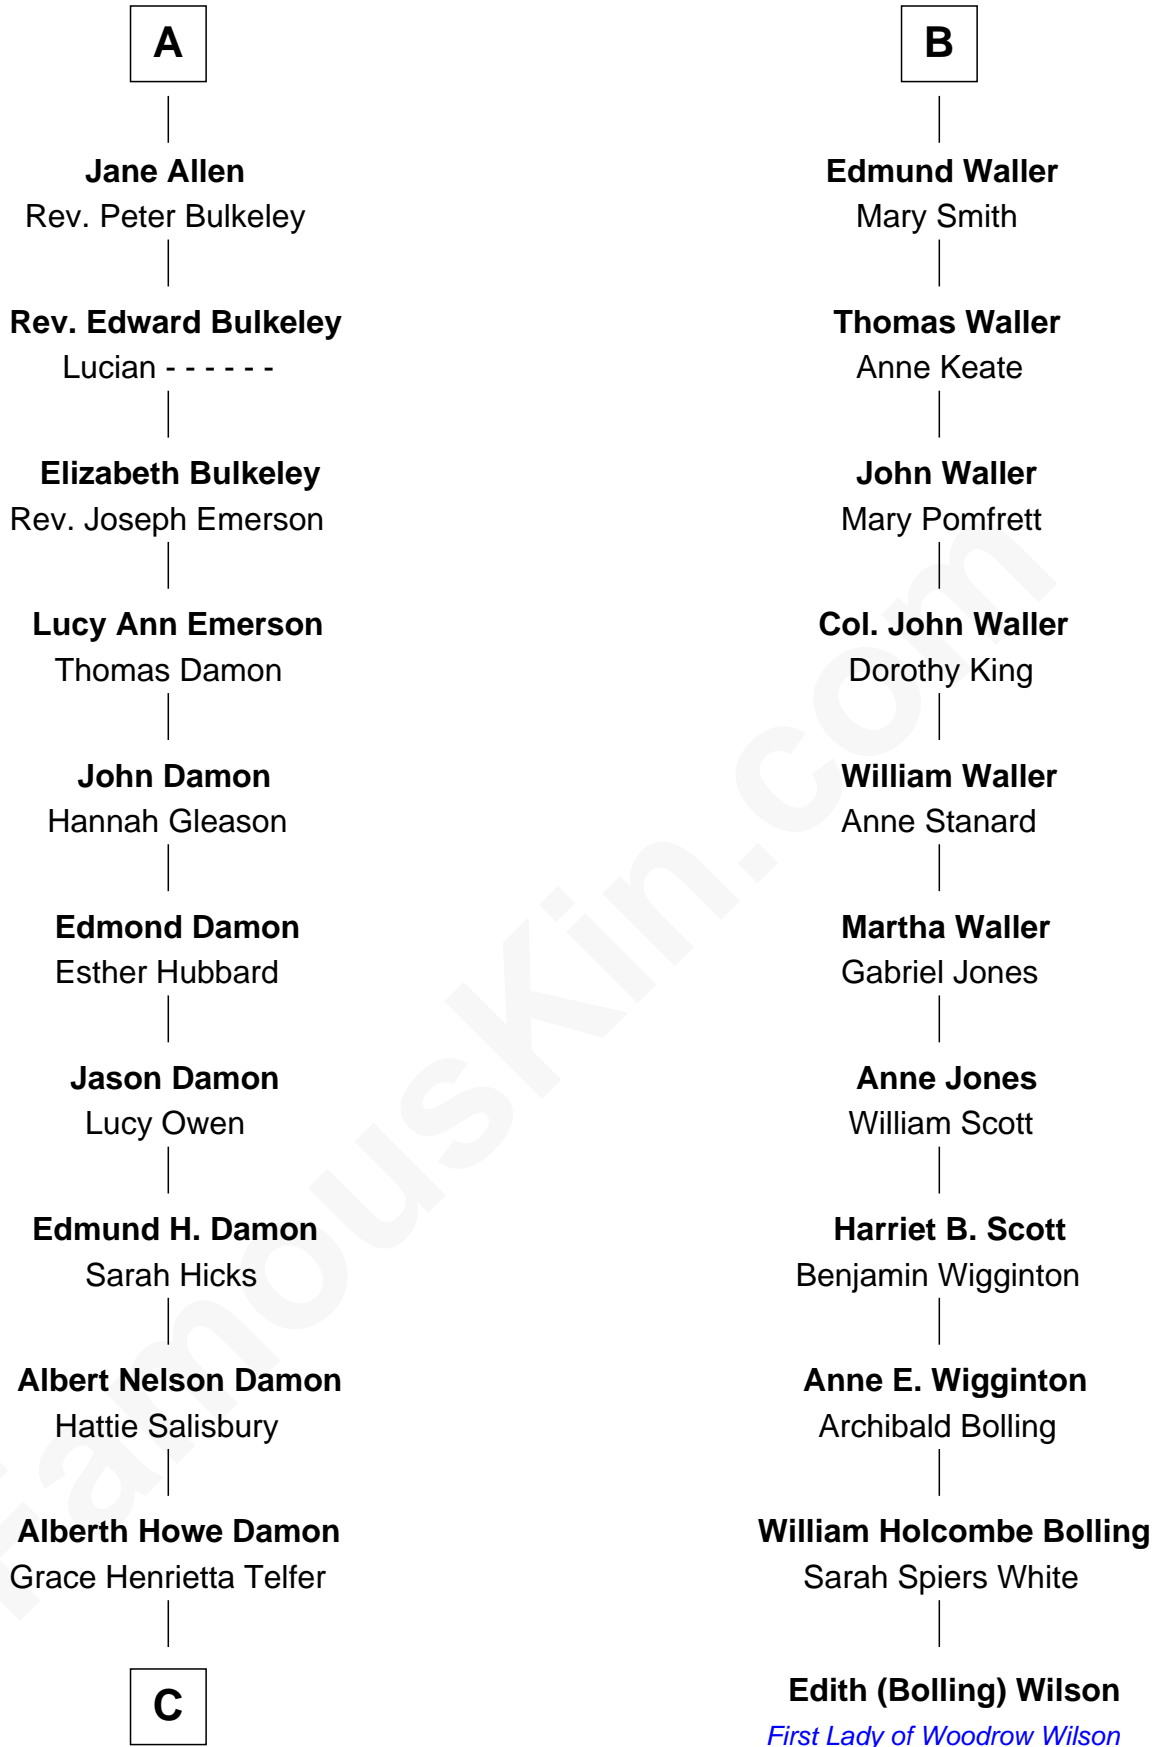 A
Jane Allen
Rev. Peter Bulkeley
Rev. Edward Bulkeley
Lucian - - - - - -
Elizabeth Bulkeley
Rev. Joseph Emerson
Lucy Ann Emerson
Thomas Damon
John Damon
Hannah Gleason
Edmond Damon
Esther Hubbard
Jason Damon
Lucy Owen
Edmund H. Damon
Sarah Hicks
Albert Nelson Damon
Hattie Salisbury
Alberth Howe Damon
Grace Henrietta Telfer
C
B
Edmund Waller
Mary Smith
Thomas Waller
Anne Keate
John Waller
Mary Pomfrett
Col. John Waller
Dorothy King
William Waller
Anne Stanard
Martha Waller
Gabriel Jones
Anne Jones
William Scott
Harriet B. Scott
Benjamin Wigginton
Anne E. Wigginton
Archibald Bolling
William Holcombe Bolling
Sarah Spiers White
Edith (Bolling) Wilson
First Lady of Woodrow Wilson
FamousKin.com